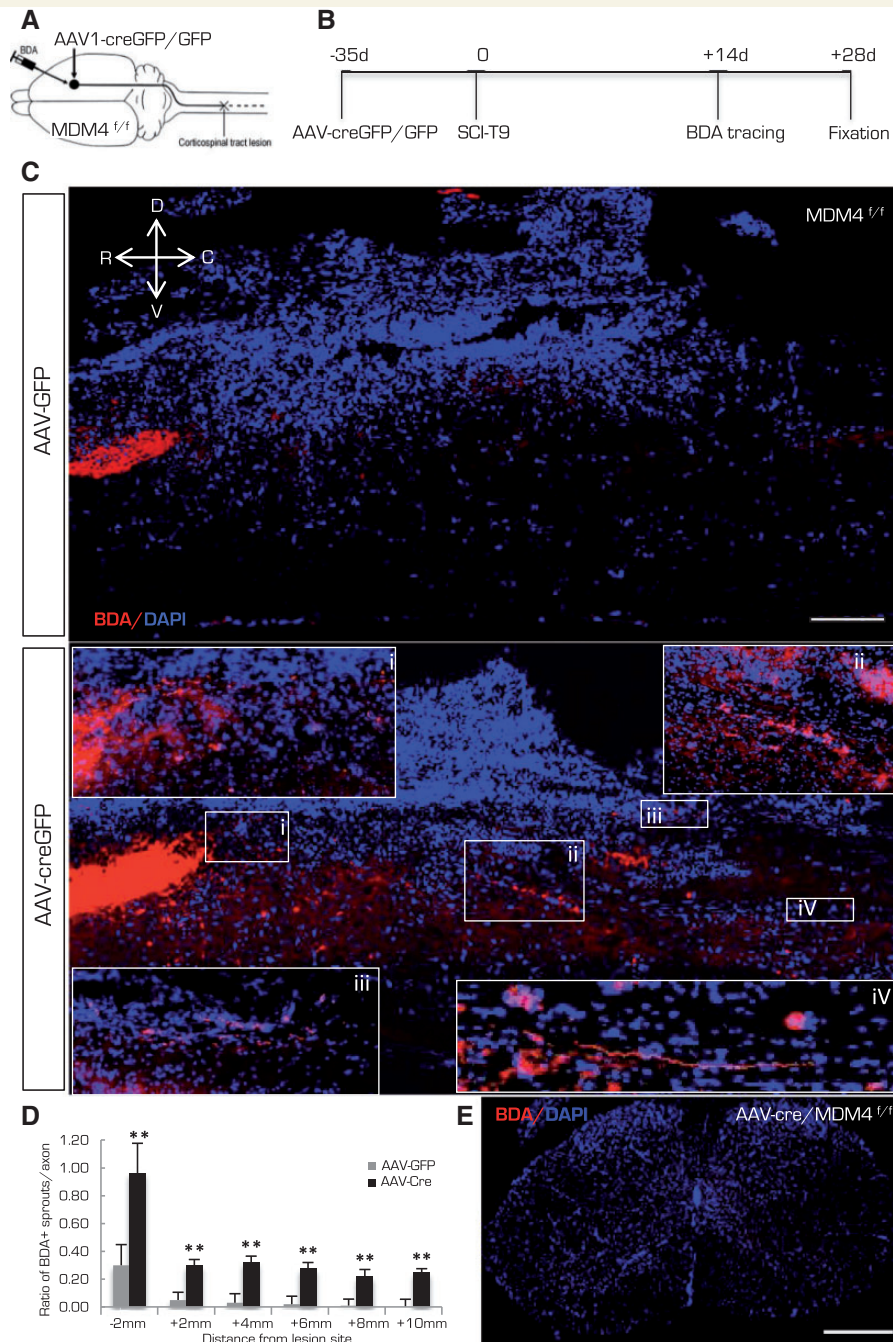 A
AAV1-creGFP/GFP
BDA
MDM4 f/f
Corticospinal tract lesion
B
-35d
0
+14d
+28d
AAV-creGFP/GFP
SCI-T9
BDA tracing
Fixation
C
AAV-GFP
D
R
C
V
MDM4 f/f
BDA/DAPI
AAV-creGFP
i
ii
i
iii
ii
iV
iii
iV
D
Ratio of BDA+ sprouts/axon
1.20
1.00
0.80
0.60
0.40
0.20
0.00
**
**
**
**
**
**
AAV-GFP
AAV-Cre
-2mm
+2mm
+4mm
+6mm
+8mm
+10mm
Distance from lesion site
E
BDA/DAPI
AAV-cre/MDM4 f/f